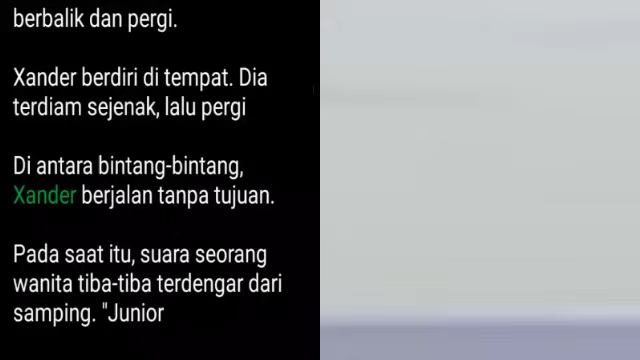 berbalik dan pergi.
Xander berdiri di tempat. Dia
terdiam sejenak, lalu pergi
Di antara bintang-bintang,
Xander berjalan tanpa tujuan.
Pada saat itu, suara seorang
wanita tiba-tiba terdengar dari
samping. "Junior